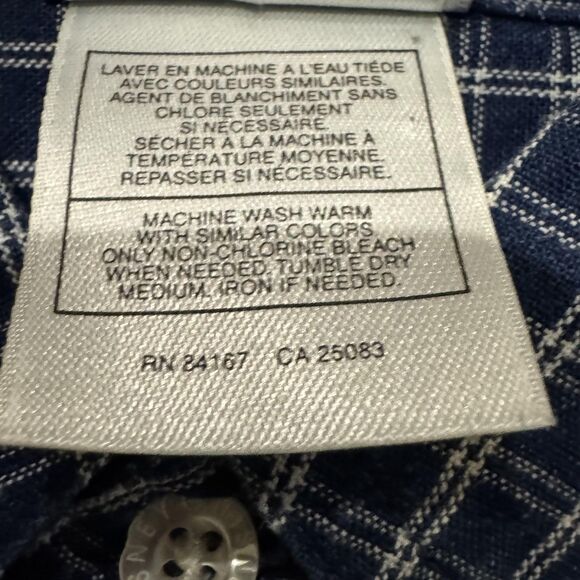 LAVER EN MACHINE A L'EAU TIÉDE
AVEC COULEURS SIMILAIRES.
AGENT DE BLANCHIMENT SANS
CHLORE SEULEMENT
SI NÉCESSAIRE.
SÉCHER À LA MACHINE À
TEMPÉRATURE MOYENNE.
REPASSER SI NÉCESSAIRE.
MACHINE WASH WARM
WITH SIMILAR COLORS
ONLY NON-CHLORINE BLEACH
WHEN NEEDED. TUMBLE DRY
MEDIUM. IRON IF NEEDED.
RN 84167 CA 25083